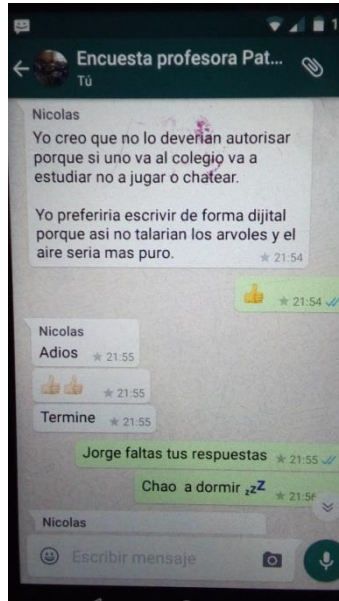 Encuesta profesora Pat...
Tú
Nicolas
Yo creo que no lo deverian autorisar
porque si uno va al colegio va a
estudiar no a jugar o chatear.
Yo preferiria escrivir de forma dijital
porque asi no talarian los arvoles y el
aire seria mas puro.
21:54
21:54
Nicolas
Adios 21:55
21:55
Termine 21:55
Jorge faltas tus respuestas 21:55
Chao a dormir zzZ 21:56
Nicolas
Escribir mensaje